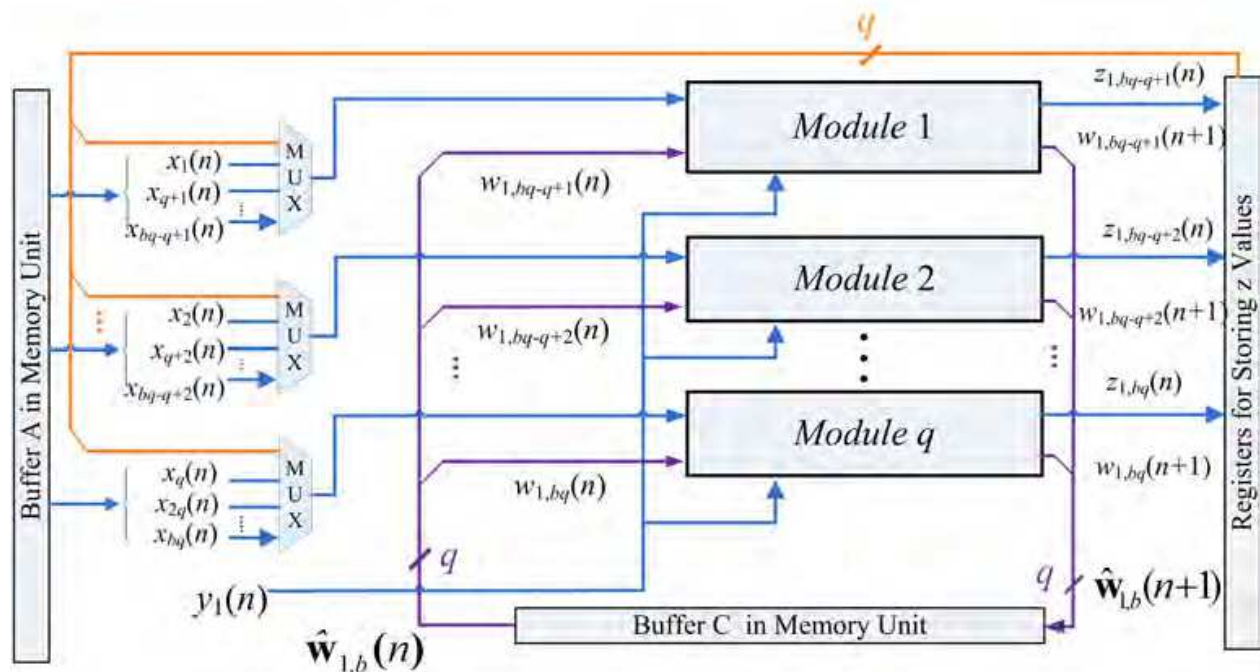 q
z1,bq-q+1(n)
Module 1
w1,bq-q+1(n+1)
w1,bq-q+1(n)
M
U
X
x1(n)
xq+1(n)
xbq-q+1(n)
z1,bq-q+2(n)
Module 2
w1,bq-q+2(n+1)
w1,bq-q+2(n)
M
U
X
x2(n)
xq+2(n)
xbq-q+2(n)
z1,bq(n)
Module q
w1,bq(n+1)
w1,bq(n)
M
U
X
xq(n)
x2q(n)
xbq(n)
q
q
y1(n)
ŵ1,b(n)
ŵ1,b(n+1)
Buffer C in Memory Unit
Buffer A in Memory Unit
Registers for Storing z Values